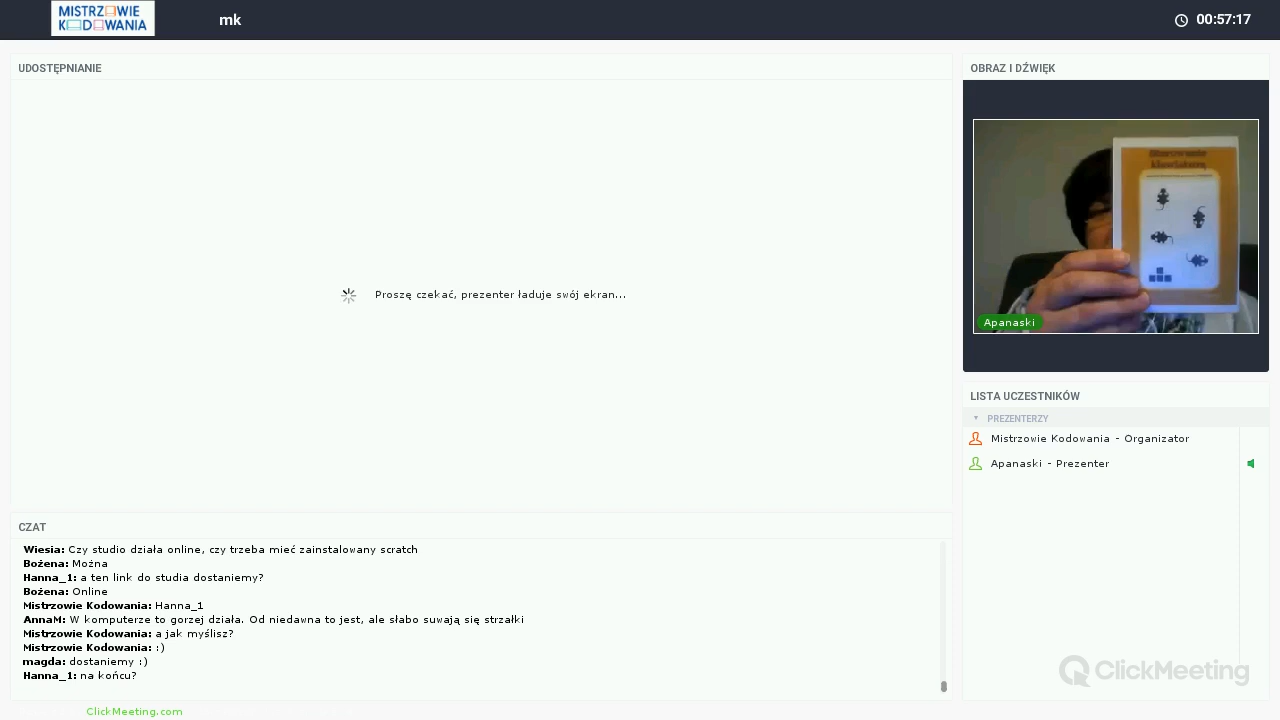 MISTRZOWIE
KODOWANIA
mk
00:57:17
UDOSTĘPNIANIE
OBRAZ I DŹWIĘK
Proszę czekać, prezenter ładuje swój ekran...
Sterowanie
klawiaturą
Apanaski
LISTA UCZESTNIKÓW
PREZENTERZY
Mistrzowie Kodowania - Organizator
Apanaski - Prezenter
CZAT
Wiesia: Czy studio działa online, czy trzeba mieć zainstalowany scratch
Bożena: Można
Hanna_1: a ten link do studia dostaniemy?
Bożena: Online
Mistrzowie Kodowania: Hanna_1
AnnaM: W komputerze to gorzej działa. Od niedawna to jest, ale słabo suwają się strzałki
Mistrzowie Kodowania: a jak myślisz?
Mistrzowie Kodowania: :)
magda: dostaniemy :)
Hanna_1: na końcu?
ClickMeeting
ClickMeeting.com